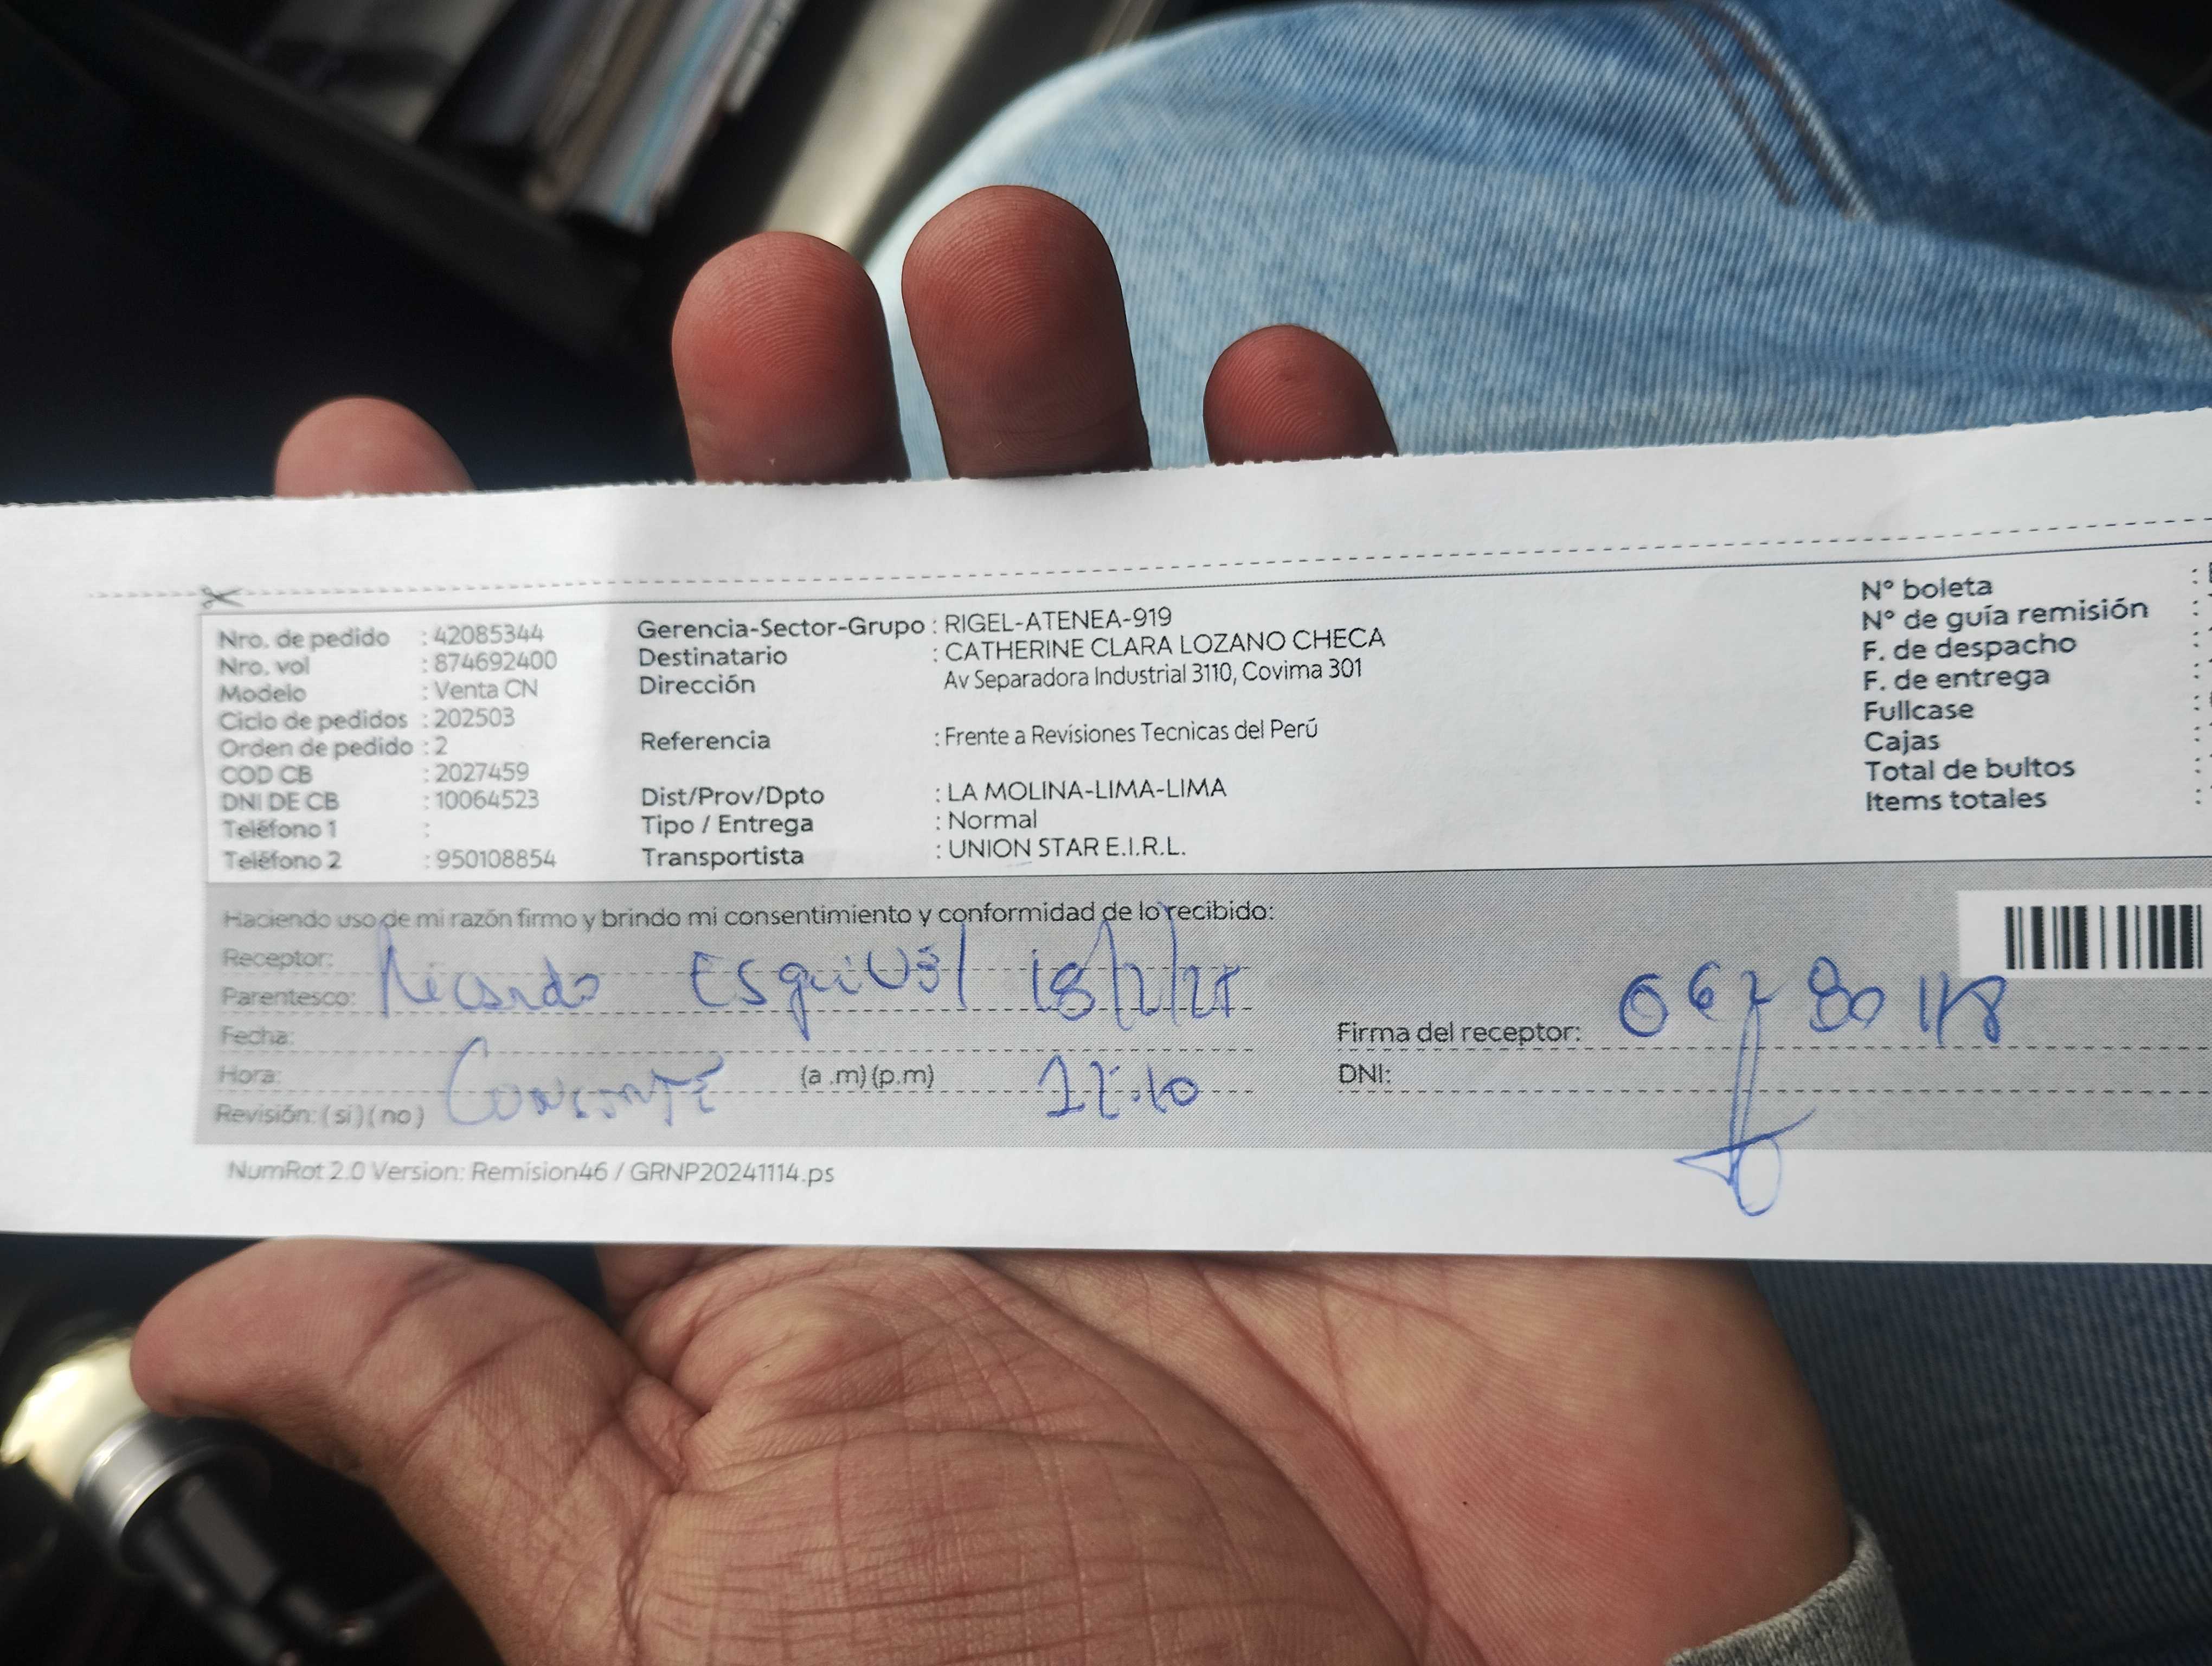 Nro. de pedido : 42085344
Nro. vol : 874692400
Modelo : Venta CN
Ciclo de pedidos : 202503
Orden de pedido : 2
COD CB : 2027459
DNI DE CB : 10064523
Teléfono 1 :
Teléfono 2 : 950108854
Gerencia-Sector-Grupo : RIGEL-ATENEA-919
Destinatario : CATHERINE CLARA LOZANO CHECA
Dirección Av Separadora Industrial 3110, Covima 301
Referencia : Frente a Revisiones Tecnicas del Perú
Dist/Prov/Dpto : LA MOLINA-LIMA-LIMA
Tipo / Entrega : Normal
Transportista : UNION STAR E.I.R.L.
N° boleta :
N° de guía remisión :
F. de despacho :
F. de entrega :
Fullcase :
Cajas :
Total de bultos :
Items totales :
Haciendo uso de mi razón firmo y brindo mi consentimiento y conformidad de lo recibido:
Receptor:
Parentesco: Ricardo Esquivel
Fecha:
Hora: (a .m) (p.m)
Revisión: ( si ) ( no )
Firma del receptor:
DNI:
NumRot 2.0 Version: Remision46 / GRNP20241114.ps